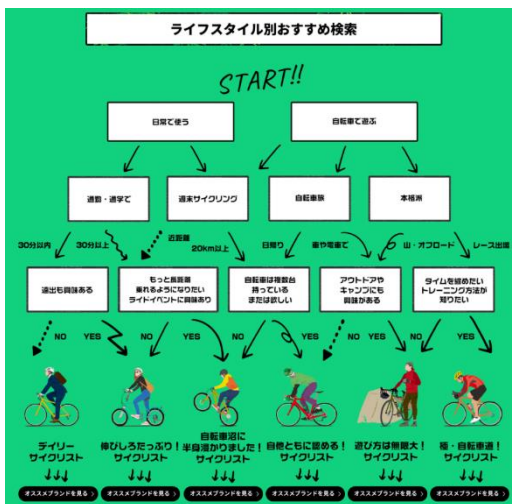 ライフスタイル別おすすめ検索
START!!
日常で使う
自転車で遊ぶ
通勤・通学で
週末サイクリング
自転車旅
本格派
30分以内
30分以上
近距離
20km以上
日帰り
車や電車で
山・オフロード
レース出場
遠出も興味ある
もっと長距離
乗れるようになりたい
ライドイベントに興味あり
自転車は複数台
持っている
または欲しい
アウトドアや
キャンプにも
興味がある
タイムを縮めたい
トレーニング方法が
知りたい
NO
YES
NO
YES
NO
YES
NO
YES
NO
YES
デイリー
サイクリスト
伸びしろたっぷり!
サイクリスト
自転車沼に
半身浸かりました!
サイクリスト
自他ともに認める!
サイクリスト
遊び方は無限大!
サイクリスト
極・自転車道!
サイクリスト
オススメブランドを見る
オススメブランドを見る
オススメブランドを見る
オススメブランドを見る
オススメブランドを見る
オススメブランドを見る